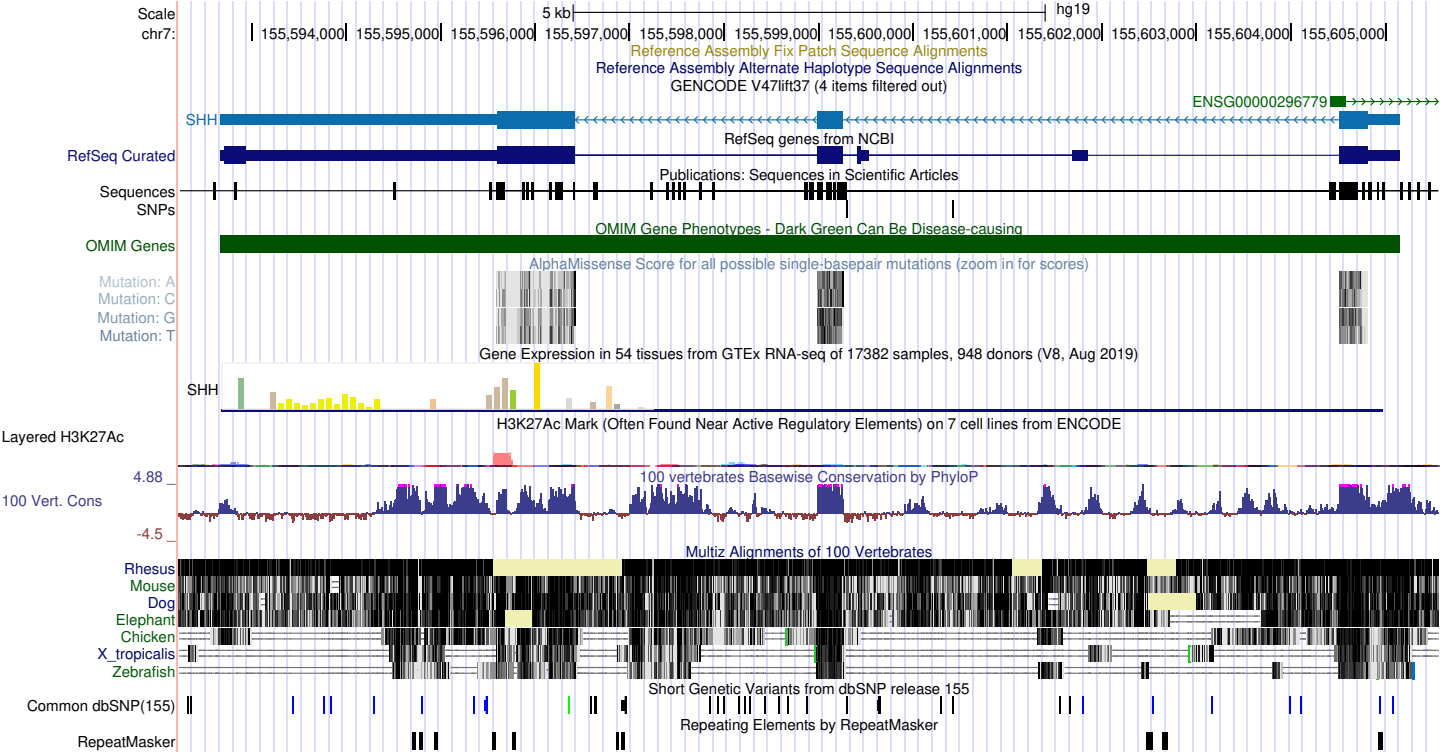 Scale 5 kb hg19
chr7: 155,594,000 155,595,000 155,596,000 155,597,000 155,598,000 155,599,000 155,600,000 155,601,000 155,602,000 155,603,000 155,604,000 155,605,000
Reference Assembly Fix Patch Sequence Alignments
Reference Assembly Alternate Haplotype Sequence Alignments
GENCODE V47lift37 (4 items filtered out)
ENSG00000296779
SHH
RefSeq genes from NCBI
RefSeq Curated
Publications: Sequences in Scientific Articles
Sequences
SNPs
OMIM Gene Phenotypes - Dark Green Can Be Disease-causing
OMIM Genes
AlphaMissense Score for all possible single-basepair mutations (zoom in for scores)
Mutation: A
Mutation: C
Mutation: G
Mutation: T
Gene Expression in 54 tissues from GTEx RNA-seq of 17382 samples, 948 donors (V8, Aug 2019)
SHH
H3K27Ac Mark (Often Found Near Active Regulatory Elements) on 7 cell lines from ENCODE
Layered H3K27Ac
4.88 _ 100 vertebrates Basewise Conservation by PhyloP
100 Vert. Cons
-4.5 _
Multiz Alignments of 100 Vertebrates
Rhesus
Mouse
Dog
Elephant
Chicken
X_tropicalis
Zebrafish
Short Genetic Variants from dbSNP release 155
Common dbSNP(155)
Repeating Elements by RepeatMasker
RepeatMasker